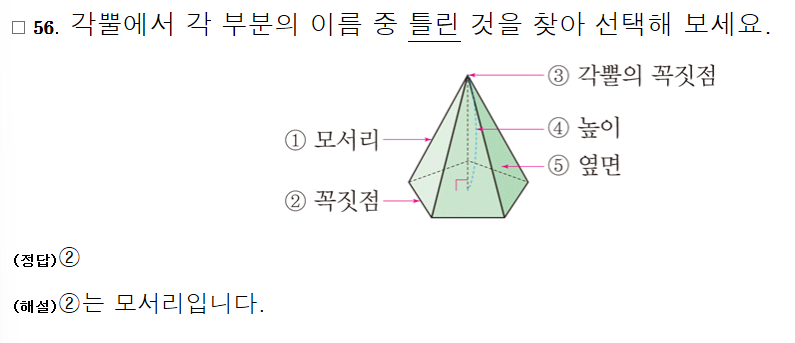 □ 56. 각뿔에서 각 부분의 이름 중 틀린 것을 찾아 선택해 보세요.
③ 각뿔의 꼭짓점
① 모서리
④ 높이
⑤ 옆면
② 꼭짓점
(정답)②
(해설)②는 모서리입니다.